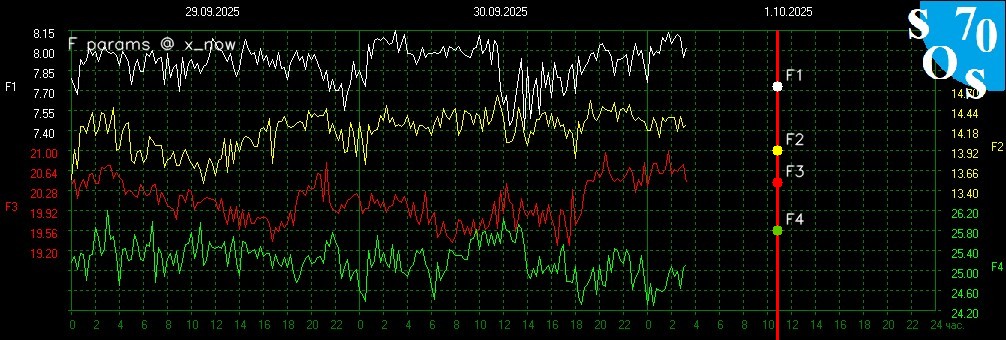 29.09.2025 30.09.2025 1.10.2025
S 70
O S
F params @ x_now
F1
8.15
8.00
7.85
7.70
7.55
7.40
F3
21.00
20.64
20.28
19.92
19.56
19.20
F1
F2
F3
F4
14.44
14.18
13.92
13.66
13.40
F2
26.20
25.80
25.40
25.00
24.60
24.20
F4
0 2 4 6 8 10 12 14 16 18 20 22 0 2 4 6 8 10 12 14 16 18 20 22 0 2 4 6 8 10 12 14 16 18 20 22 24 час.